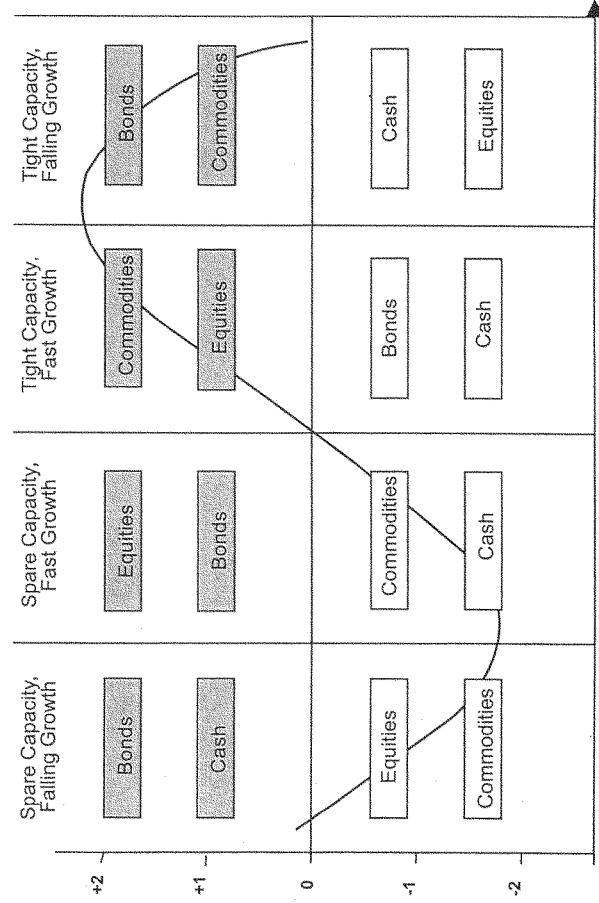 Spare Capacity,
Falling Growth
Spare Capacity,
Fast Growth
Tight Capacity,
Fast Growth
Tight Capacity,
Falling Growth
+2
Bonds
Equities
Commodities
Bonds
+1
Cash
Bonds
Equities
Commodities
0
-1
Equities
Commodities
Bonds
Cash
-2
Commodities
Cash
Cash
Equities